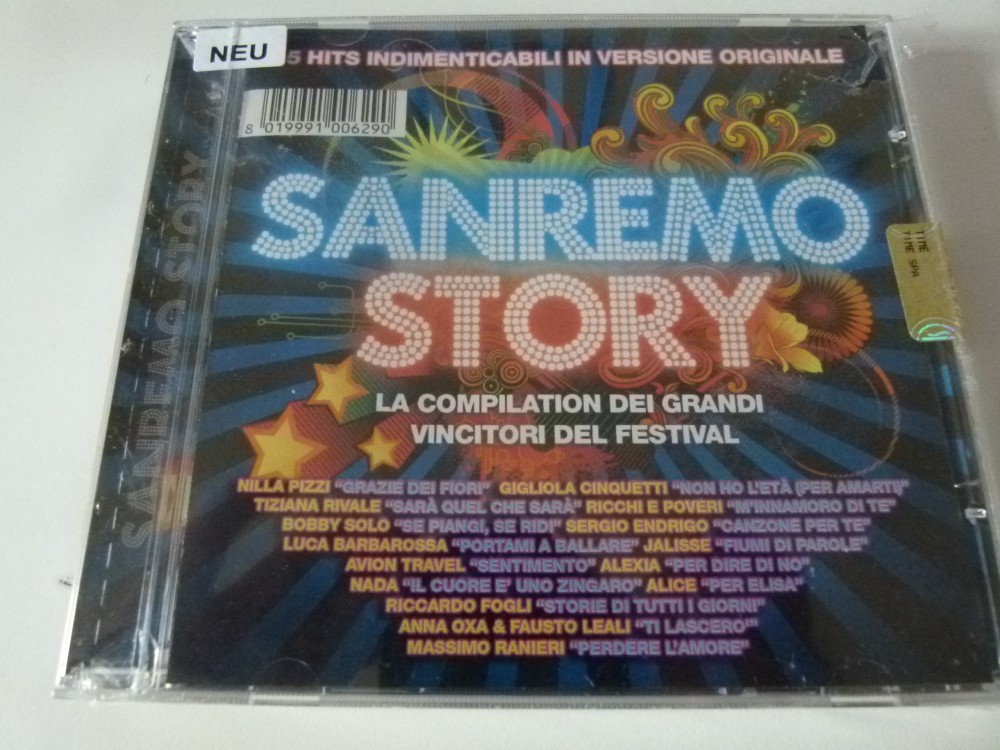 NEU
5 HITS INDIMENTICABILI IN VERSIONE ORIGINALE
8 019991 006290
SANREMO
STORY
SANREMO STORY
TIME
TIME SPA
LA COMPILATION DEI GRANDI
VINCITORI DEL FESTIVAL
NILLA PIZZI "GRAZIE DEI FIORI" GIGLIOLA CINQUETTI "NON HO L'ETÀ (PER AMARTI)"
TIZIANA RIVALE "SARÀ QUEL CHE SARÀ" RICCHI E POVERI "M'INNAMORO DI TE"
BOBBY SOLO "SE PIANGI, SE RIDI" SERGIO ENDRIGO "CANZONE PER TE"
LUCA BARBAROSSA "PORTAMI A BALLARE" JALISSE "FIUMI DI PAROLE"
AVION TRAVEL "SENTIMENTO" ALEXIA "PER DIRE DI NO"
NADA "IL CUORE E' UNO ZINGARO" ALICE "PER ELISA"
RICCARDO FOGLI "STORIE DI TUTTI I GIORNI"
ANNA OXA & FAUSTO LEALI "TI LASCERO'"
MASSIMO RANIERI "PERDERE L'AMORE"